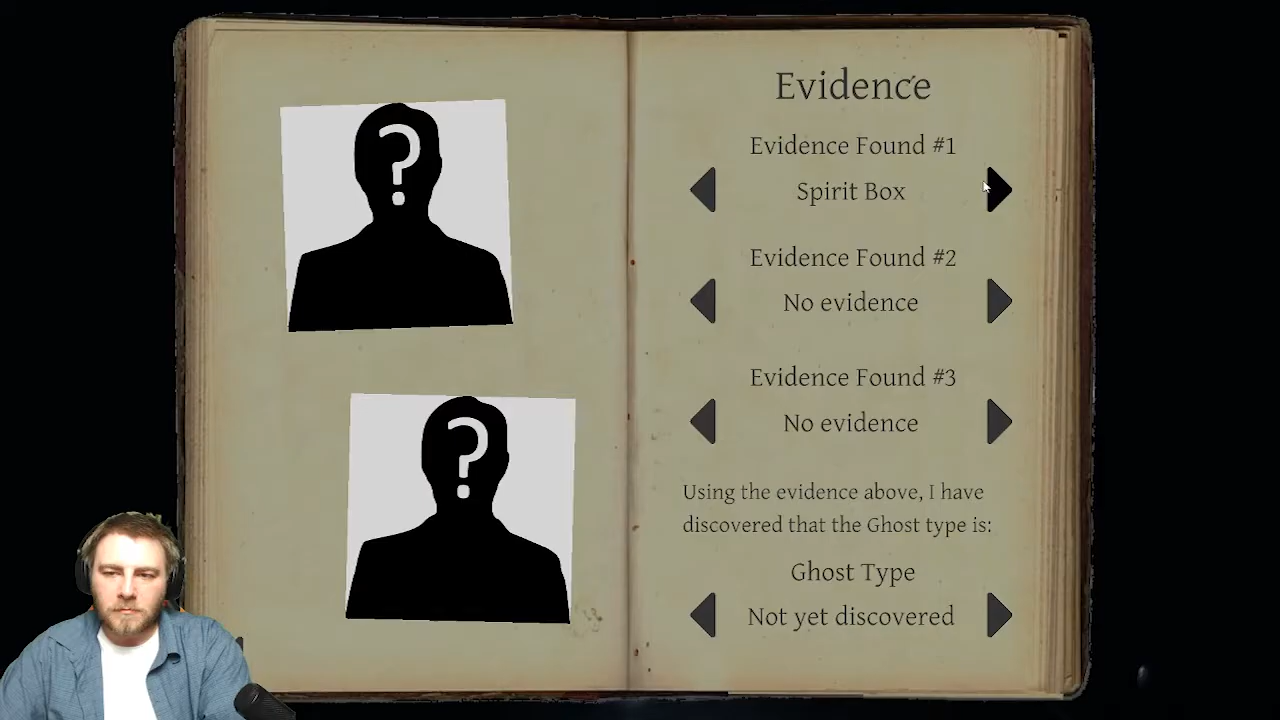 Evidence
Evidence Found #1
Spirit Box
Evidence Found #2
No evidence
Evidence Found #3
No evidence
Using the evidence above, I have
discovered that the Ghost type is:
Ghost Type
Not yet discovered
?
?